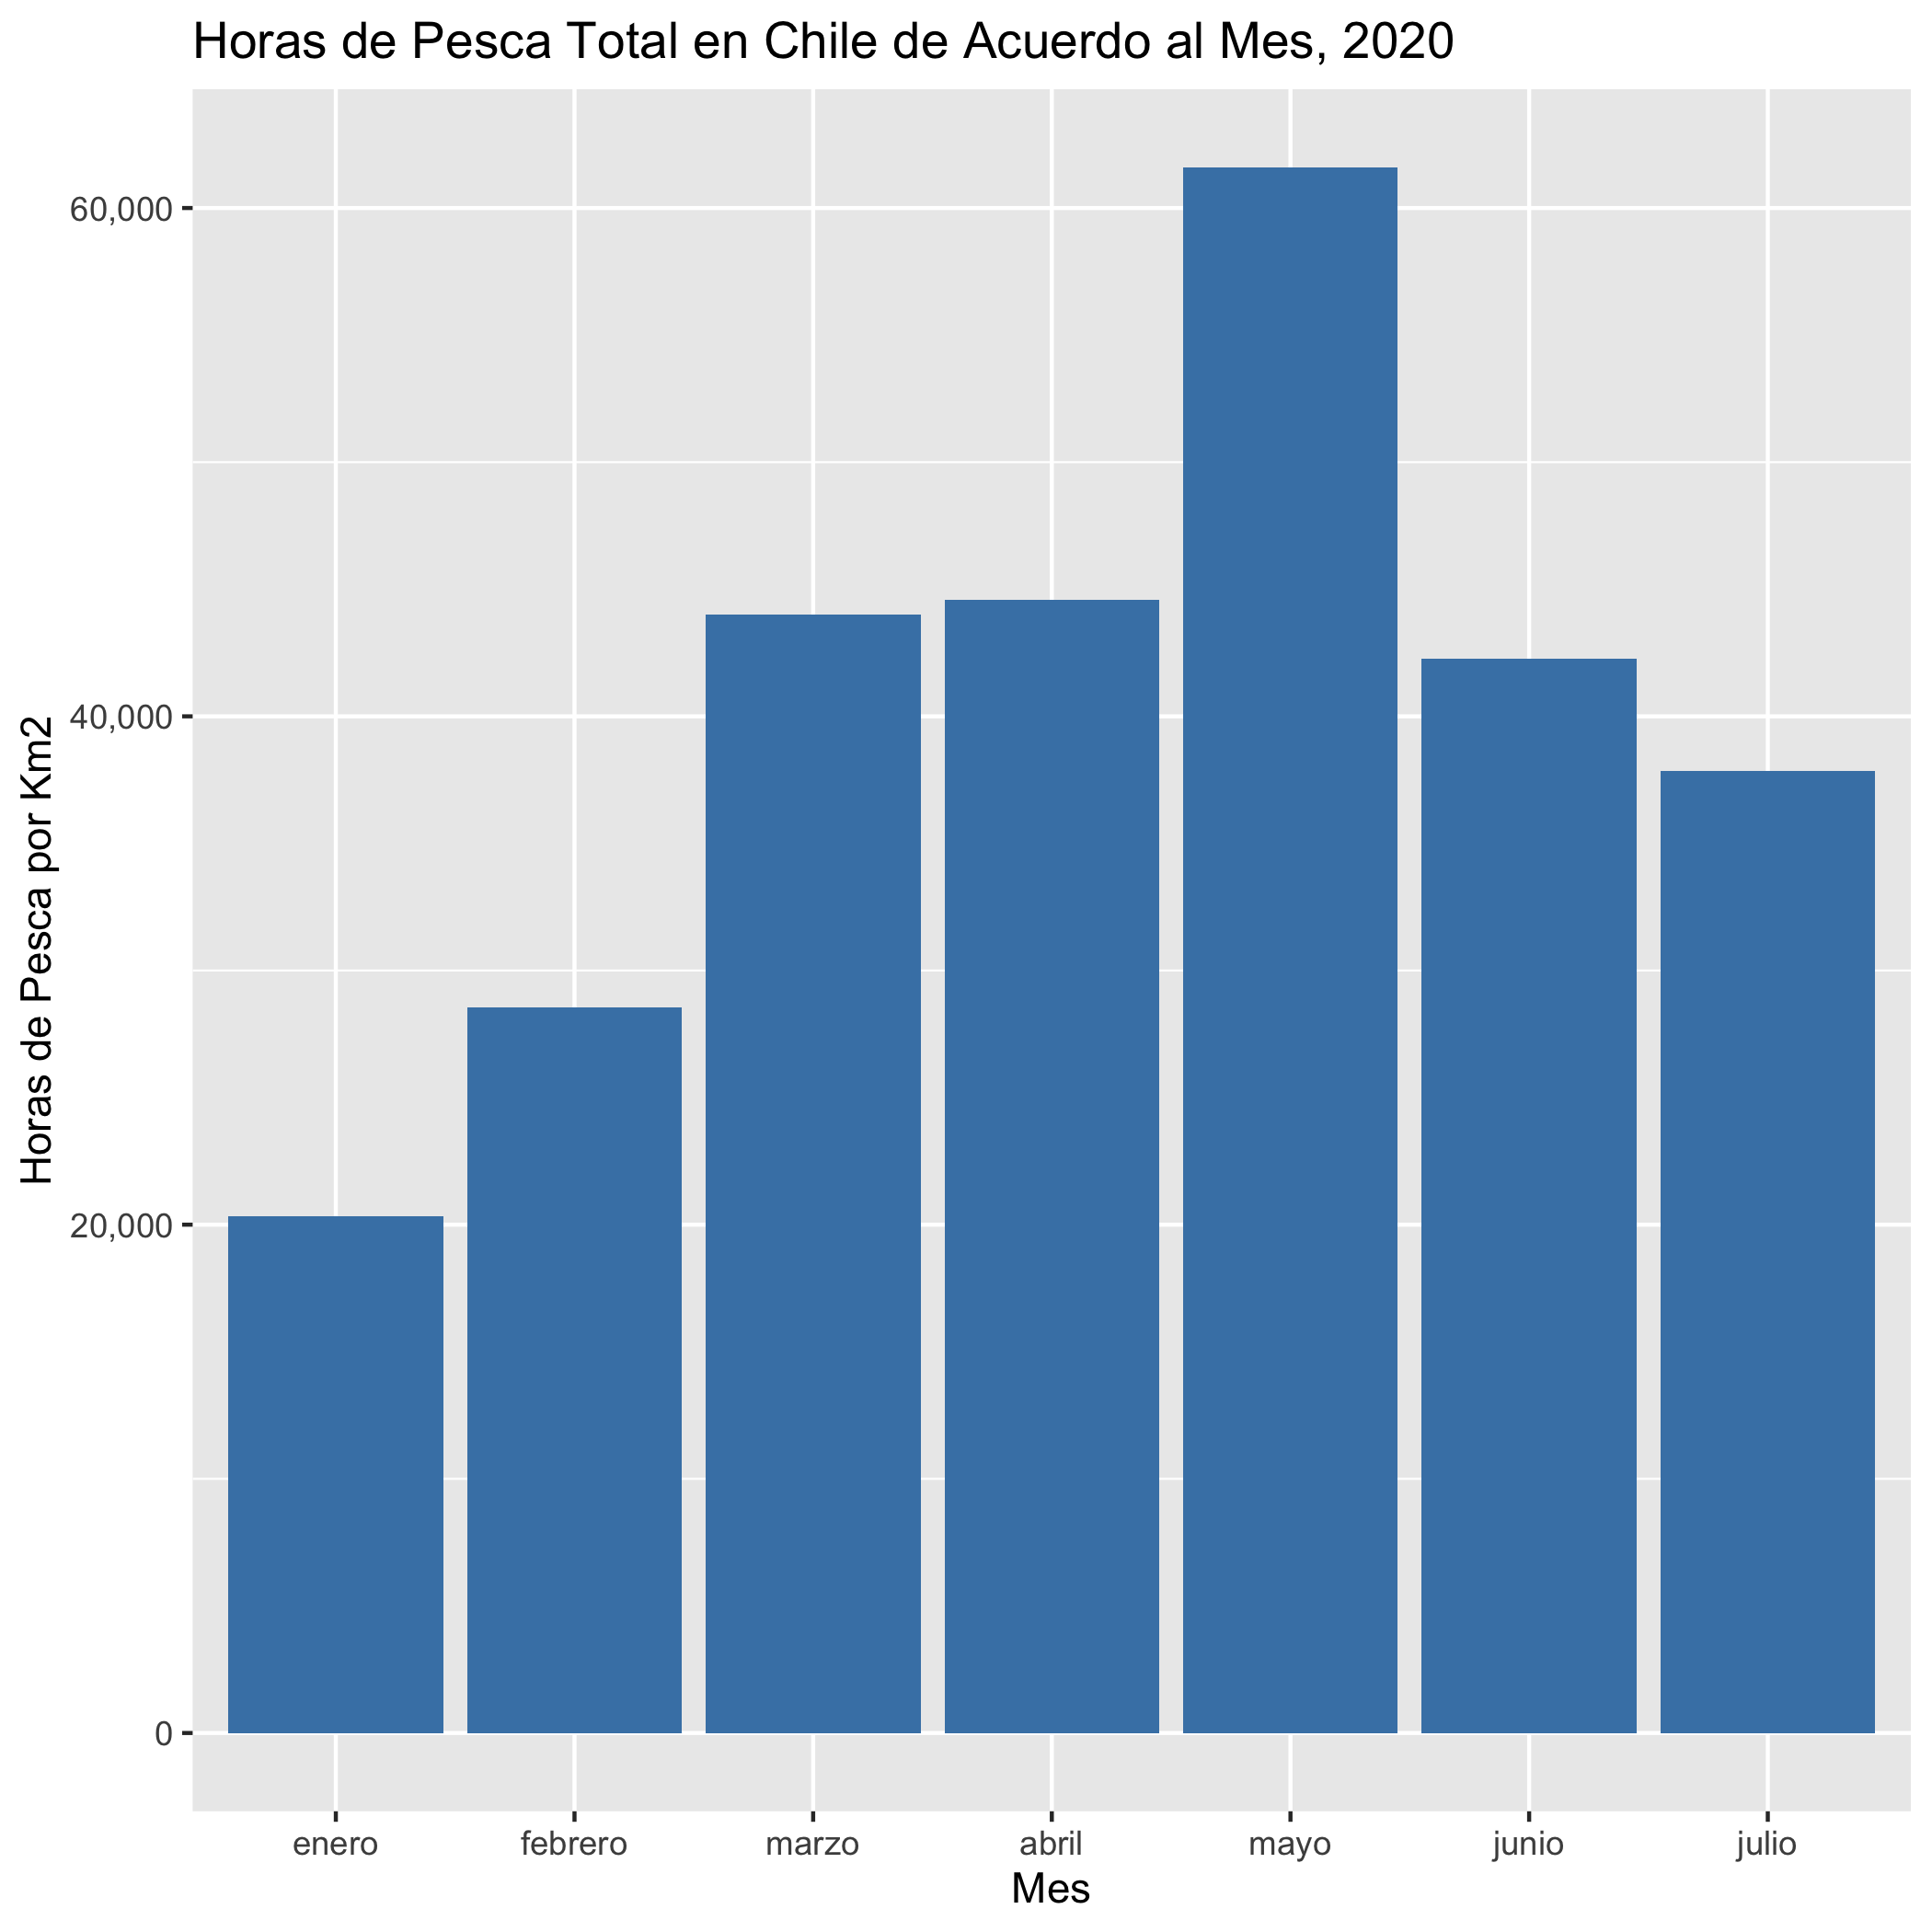 Horas de Pesca Total en Chile de Acuerdo al Mes, 2020
Horas de Pesca por Km2
60,000
40,000
20,000
0
enero febrero marzo abril mayo junio julio
Mes